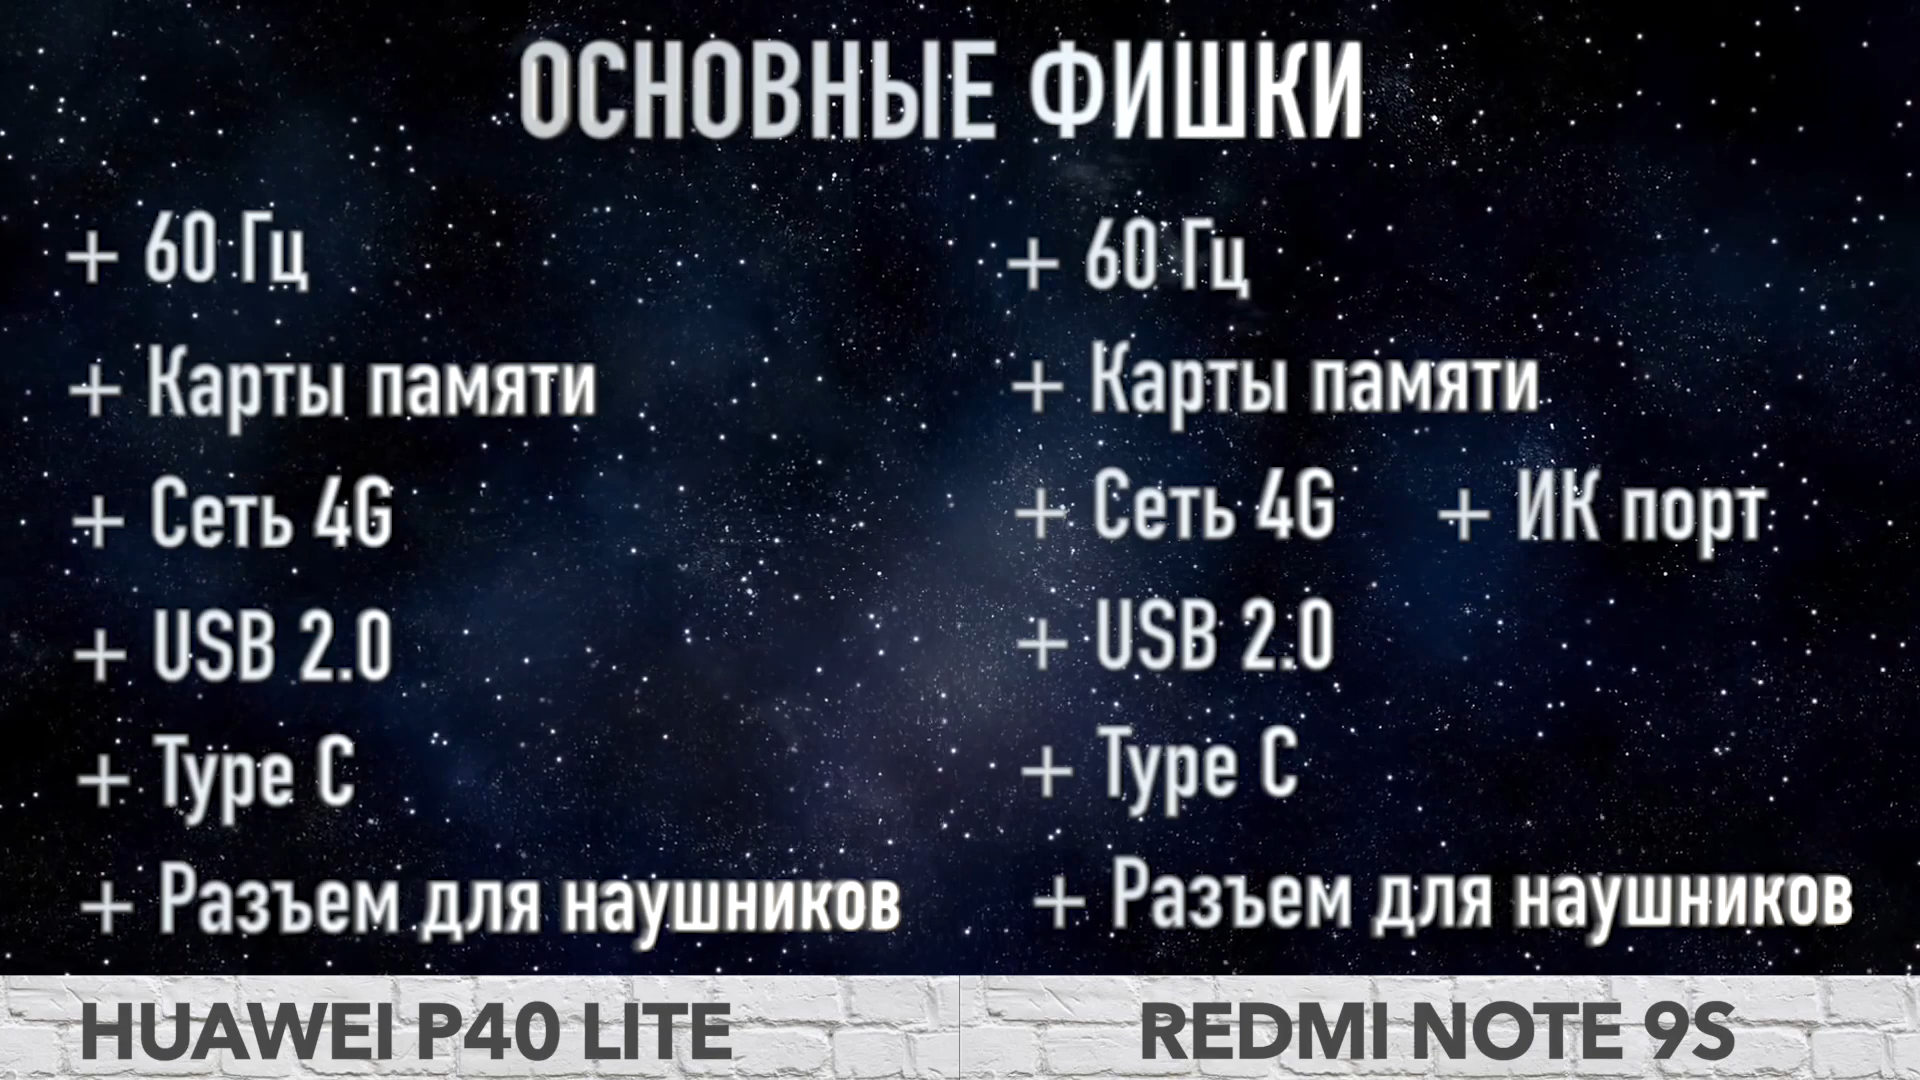 ОСНОВНЫЕ ФИШКИ
+ 60 Гц
+ Карты памяти
+ Сеть 4G
+ USB 2.0
+ Type C
+ Разъем для наушников
+ 60 Гц
+ Карты памяти
+ Сеть 4G + ИК порт
+ USB 2.0
+ Type C
+ Разъем для наушников
HUAWEI P40 LITE
REDMI NOTE 9S